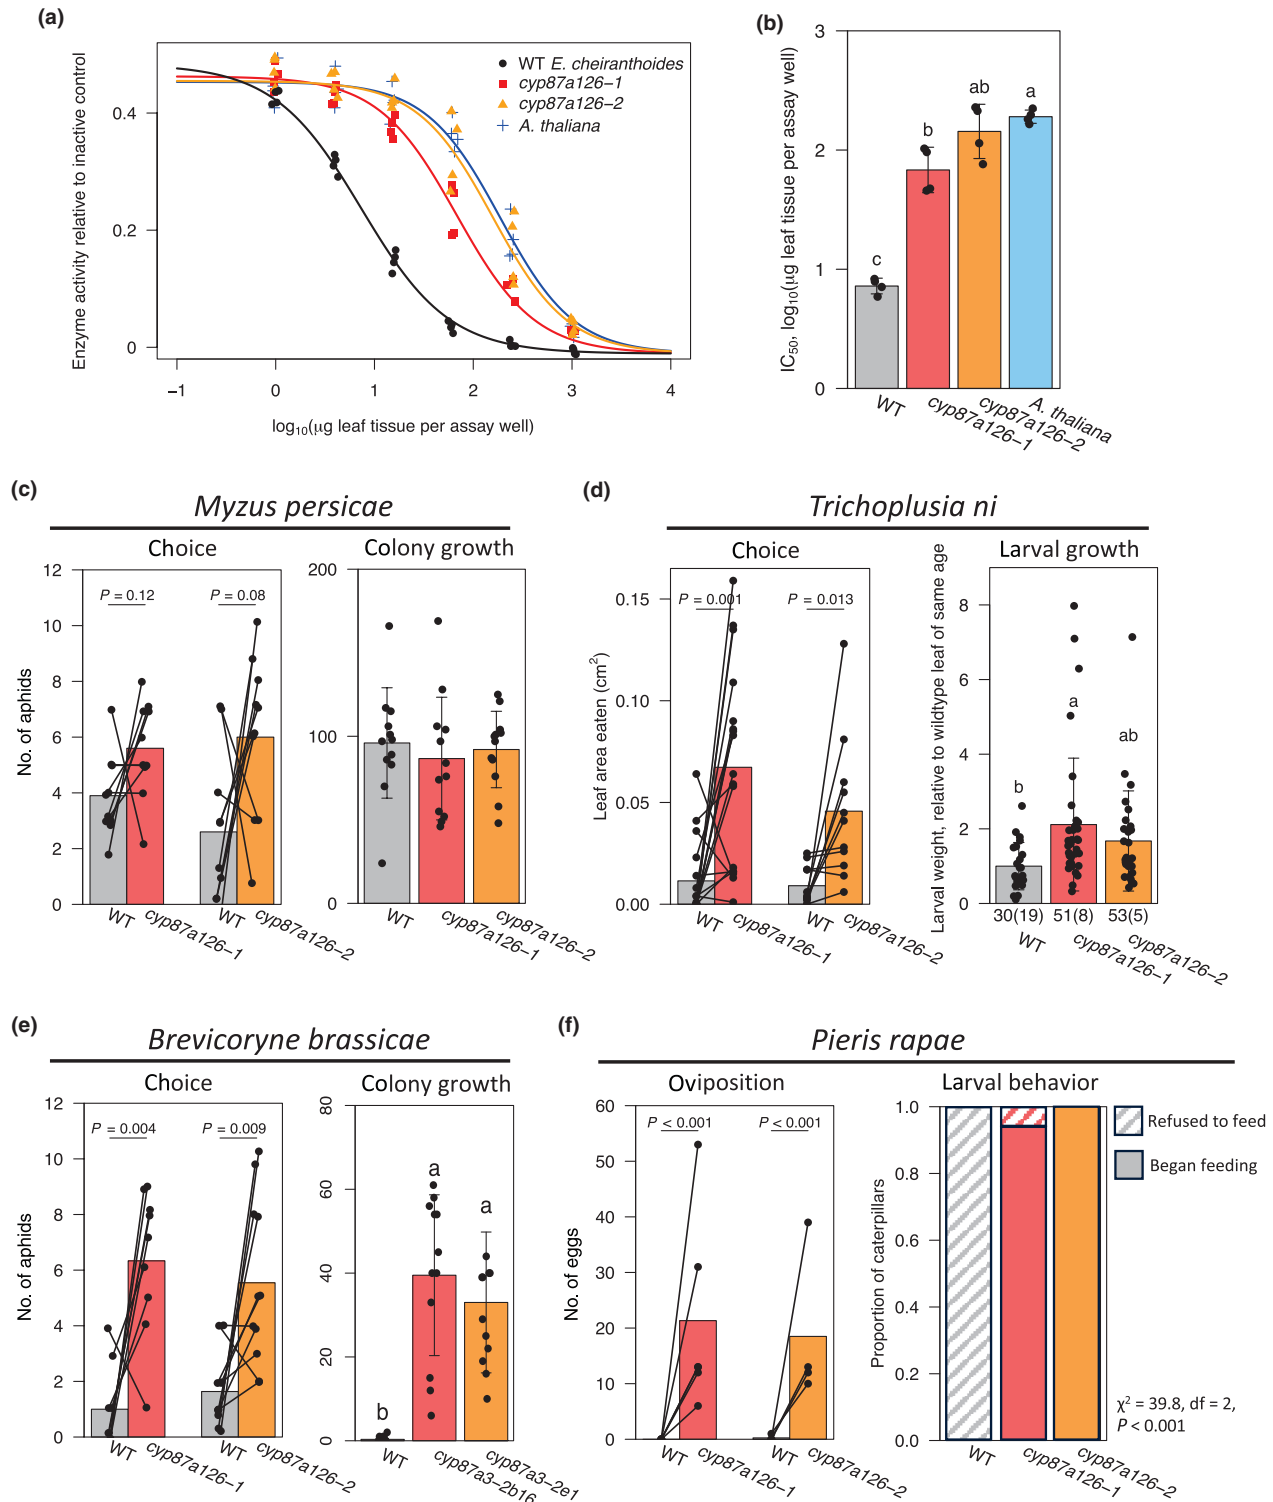 (a)
Enzyme activity relative to inactive control
0.4
0.2
0
−1
0
1
2
3
4
log10(μg leaf tissue per assay well)
WT E. cheiranthoides
cyp87a126−1
cyp87a126−2
A. thaliana
(b)
IC50, log10(μg leaf tissue per assay well)
3
2
1
0
c
b
ab
a
WT
cyp87a126−1
cyp87a126−2
A. thaliana
(c)
Myzus persicae
Choice
No. of aphids
12
10
8
6
4
2
0
P = 0.12
P = 0.08
WT
cyp87a126−1
WT
cyp87a126−2
Colony growth
200
100
0
WT
cyp87a126−1
cyp87a126−2
(d)
Trichoplusia ni
Choice
Leaf area eaten (cm2)
0.15
0.10
0.05
0.00
P = 0.001
P = 0.013
WT
cyp87a126−1
WT
cyp87a126−2
Larval growth
Larval weight, relative to wildtype leaf of same age
8
6
4
2
0
b
a
ab
30(19)
51(8)
53(5)
WT
cyp87a126−1
cyp87a126−2
(e)
Brevicoryne brassicae
Choice
No. of aphids
12
10
8
6
4
2
0
P = 0.004
P = 0.009
WT
cyp87a126−1
WT
cyp87a126−2
Colony growth
80
60
40
20
0
b
a
a
WT
cyp87a3−2b16
cyp87a3−2e1
(f)
Pieris rapae
Oviposition
No. of eggs
60
50
40
30
20
10
0
P < 0.001
P < 0.001
WT
cyp87a126−1
WT
cyp87a126−2
Larval behavior
Proportion of caterpillars
1.0
0.8
0.6
0.4
0.2
0.0
WT
cyp87a126−1
cyp87a126−2
Refused to feed
Began feeding
χ2 = 39.8, df = 2,
P < 0.001